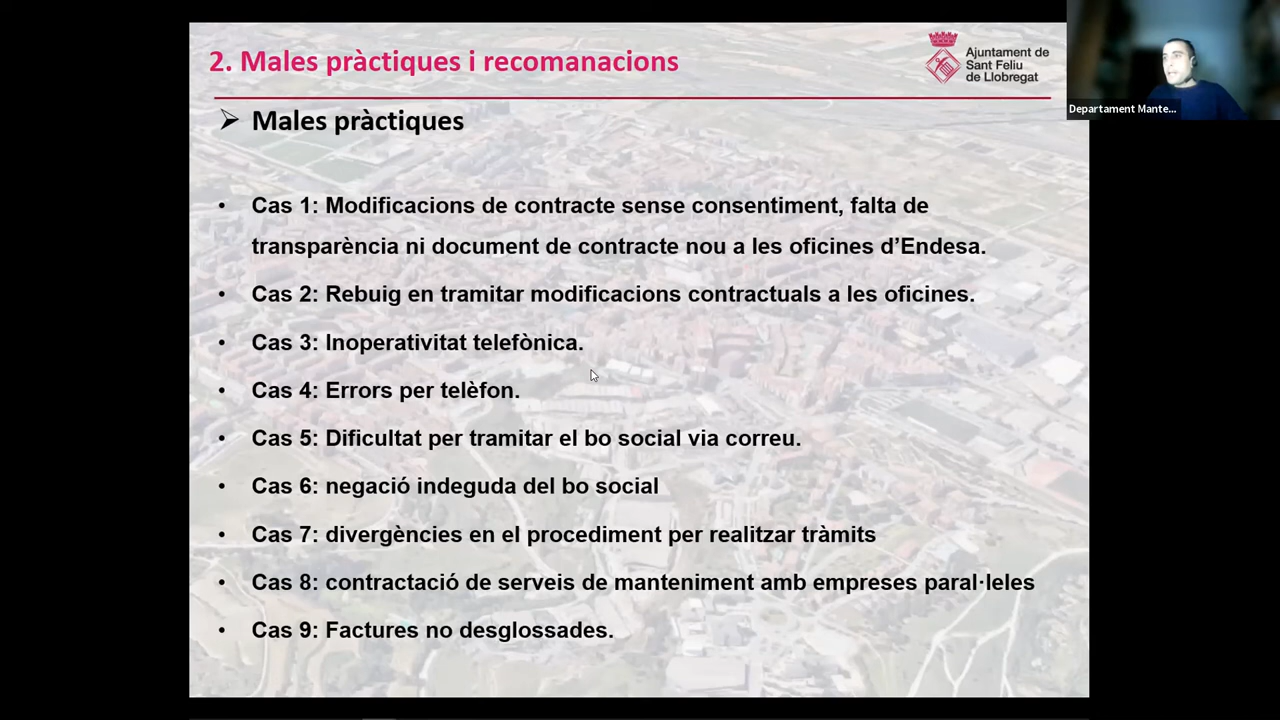 2. Males pràctiques i recomanacions
Ajuntament de
Sant Feliu
de Llobregat
Departament Mante...
➢ Males pràctiques
• Cas 1: Modificacions de contracte sense consentiment, falta de
transparència ni document de contracte nou a les oficines d’Endesa.
• Cas 2: Rebuig en tramitar modificacions contractuals a les oficines.
• Cas 3: Inoperativitat telefònica.
• Cas 4: Errors per telèfon.
• Cas 5: Dificultat per tramitar el bo social via correu.
• Cas 6: negació indeguda del bo social
• Cas 7: divergències en el procediment per realitzar tràmits
• Cas 8: contractació de serveis de manteniment amb empreses paral·leles
• Cas 9: Factures no desglossades.